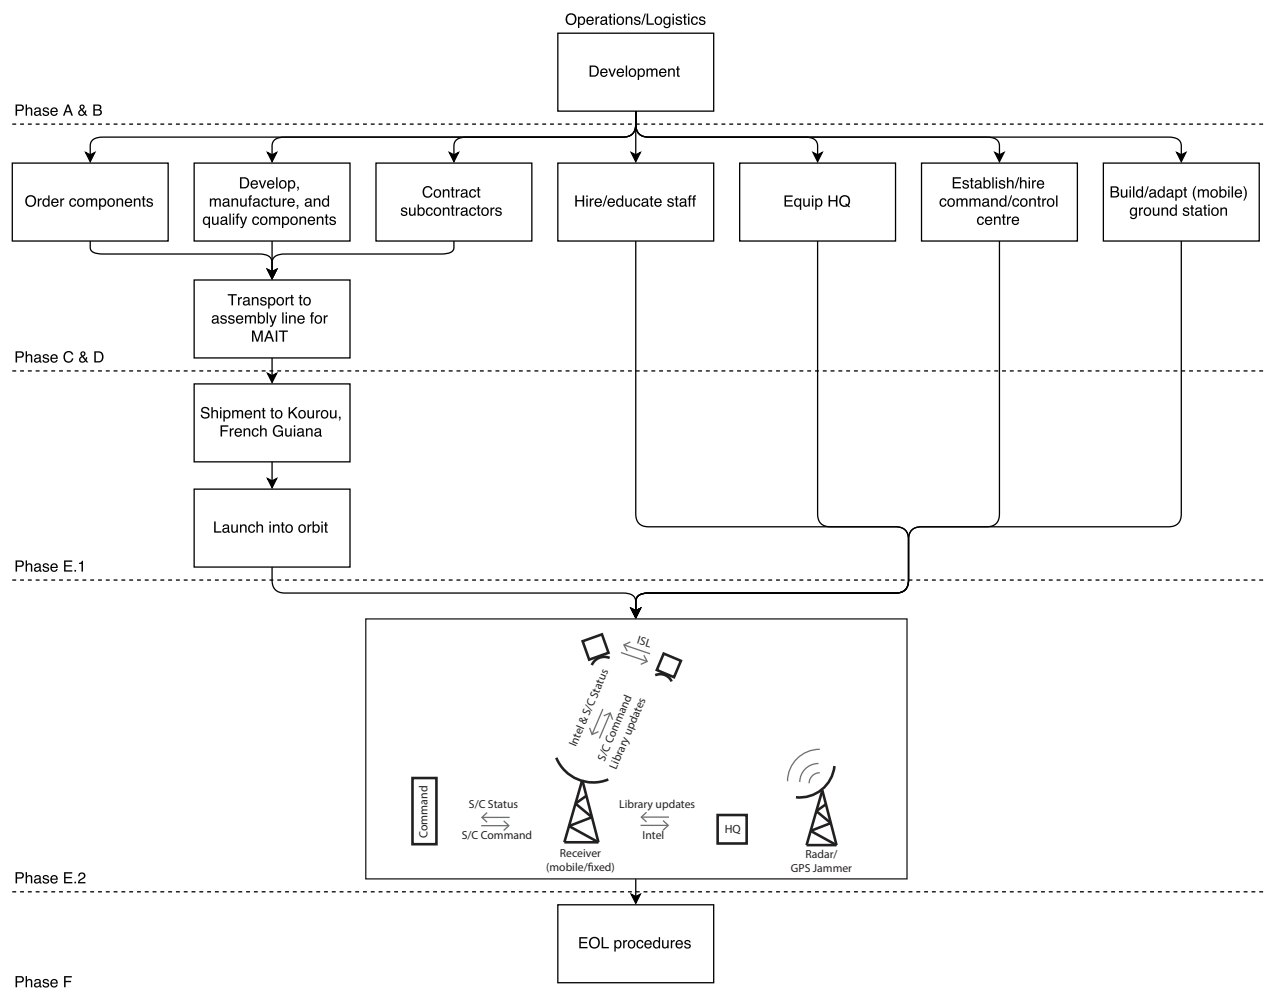 Operations/Logistics
Development
Phase A & B
Order components
Develop,
manufacture, and
qualify components
Contract
subcontractors
Hire/educate staff
Equip HQ
Establish/hire
command/control
centre
Build/adapt (mobile)
ground station
Transport to
assembly line for
MAIT
Phase C & D
Shipment to Kourou,
French Guiana
Launch into orbit
Phase E.1
ISL
Intel & S/C Status
S/C Command
Library updates
Command
S/C Status
S/C Command
Receiver
(mobile/fixed)
Library updates
Intel
HQ
Radar/
GPS Jammer
Phase E.2
EOL procedures
Phase F